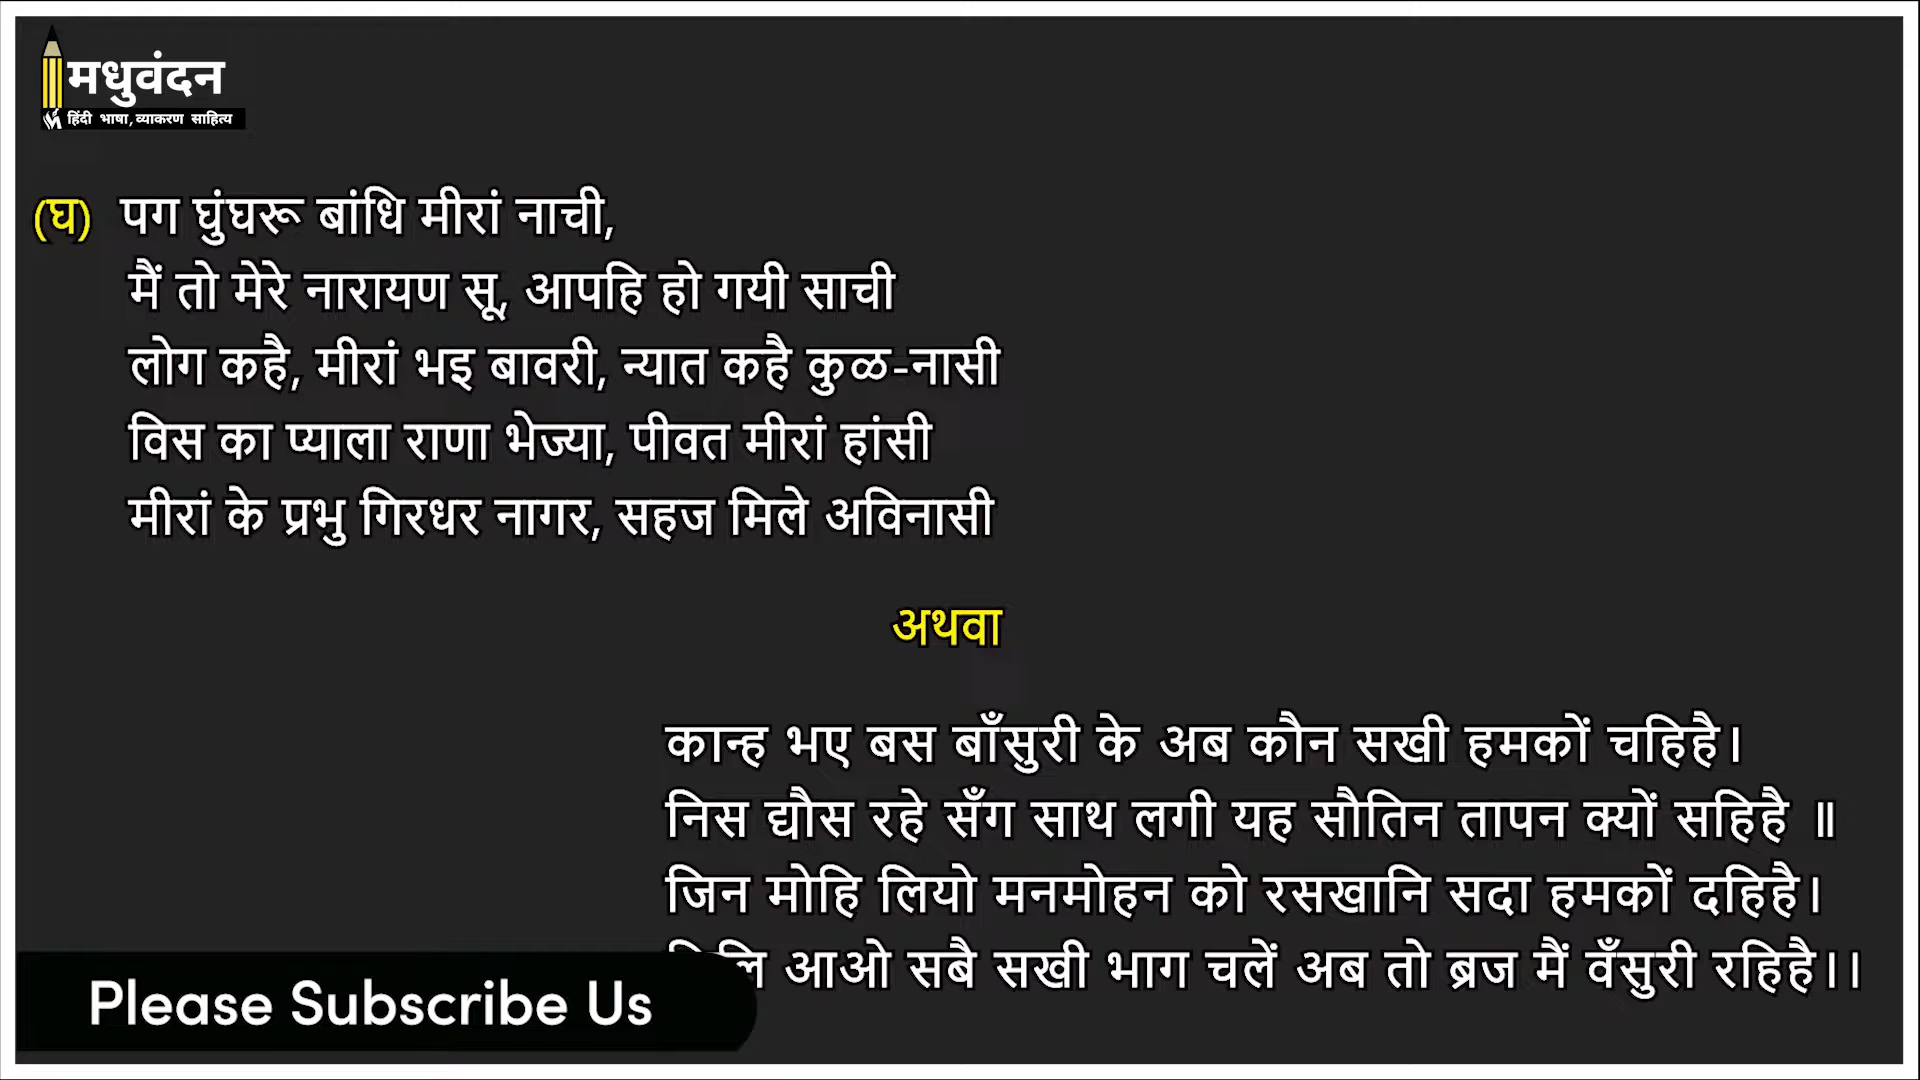 मधुवंदन
हिंदी भाषा, व्याकरण साहित्य
(घ) पग घुंघरू बांधि मीरां नाची,
मैं तो मेरे नारायण सू, आपहि हो गयी साची
लोग कहै, मीरां भइ बावरी, न्यात कहै कुळ-नासी
विस का प्याला राणा भेज्या, पीवत मीरां हांसी
मीरां के प्रभु गिरधर नागर, सहज मिले अविनासी
अथवा
कान्ह भए बस बाँसुरी के अब कौन सखी हमकों चहिहै।
निस द्यौस रहे सँग साथ लगी यह सौतिन तापन क्यों सहिहै ॥
जिन मोहि लियो मनमोहन को रसखानि सदा हमकों दहिहै।
आओ सबै सखी भाग चलें अब तो ब्रज मैं वँसुरी रहिहै।।
Please Subscribe Us